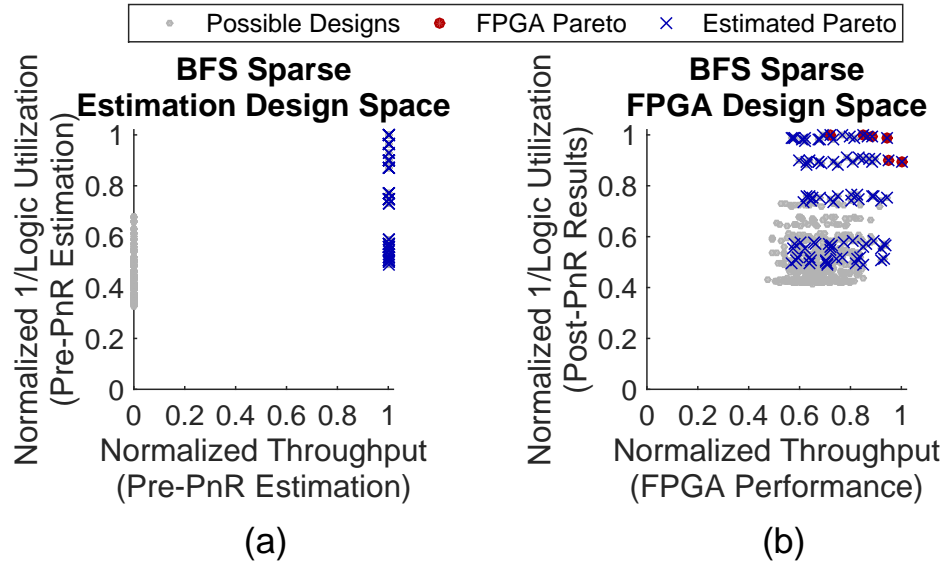 Possible Designs FPGA Pareto Estimated Pareto
BFS Sparse
Estimation Design Space
Normalized 1/Logic Utilization
(Pre-PnR Estimation)
1
0.8
0.6
0.4
0.2
0
0 0.2 0.4 0.6 0.8 1
Normalized Throughput
(Pre-PnR Estimation)
(a)
BFS Sparse
FPGA Design Space
Normalized 1/Logic Utilization
(Post-PnR Results)
1
0.8
0.6
0.4
0.2
0
0 0.2 0.4 0.6 0.8 1
Normalized Throughput
(FPGA Performance)
(b)